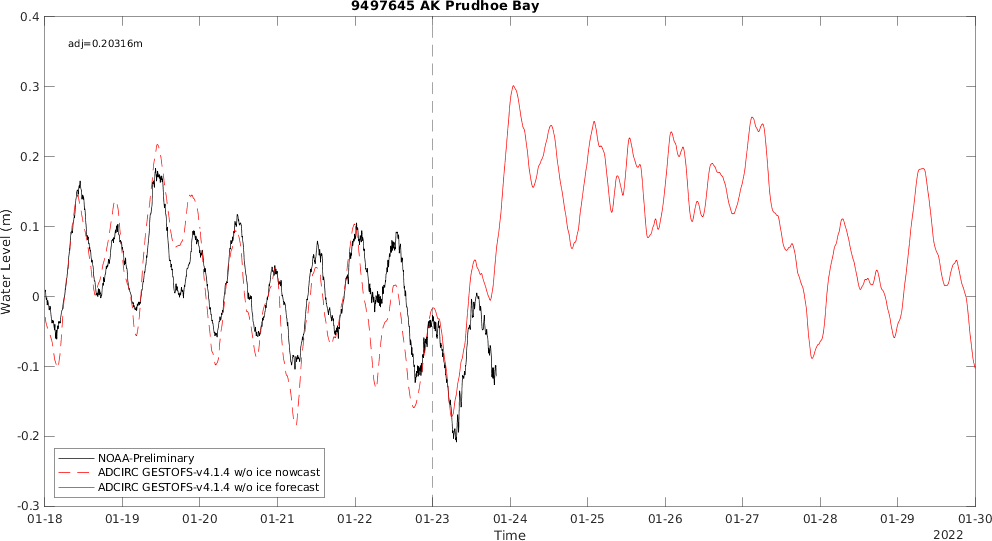 9497645 AK Prudhoe Bay
adj=0.20316m
Water Level (m)
0.4
0.3
0.2
0.1
0
-0.1
-0.2
-0.3
NOAA-Preliminary
ADCIRC GESTOFS-v4.1.4 w/o ice nowcast
ADCIRC GESTOFS-v4.1.4 w/o ice forecast
01-18 01-19 01-20 01-21 01-22 01-23 01-24 01-25 01-26 01-27 01-28 01-29 01-30
Time
2022